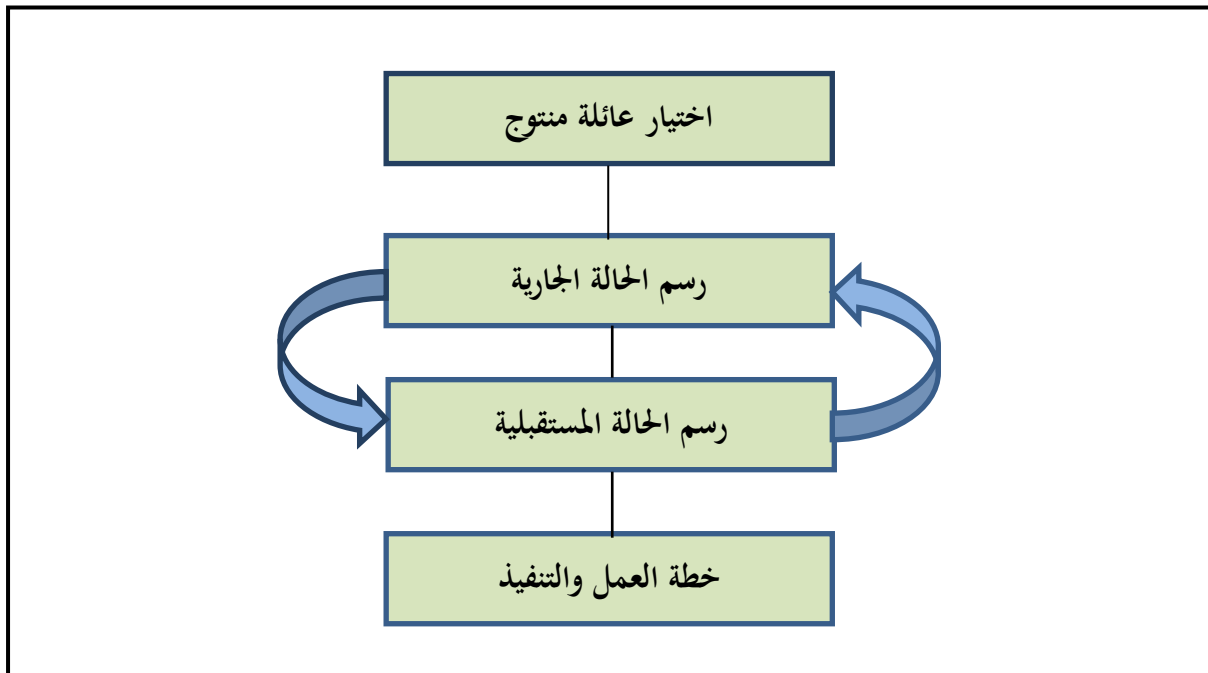 اختيار عائلة منتوج
رسم الحالة الجارية
رسم الحالة المستقبلية
خطة العمل والتنفيذ